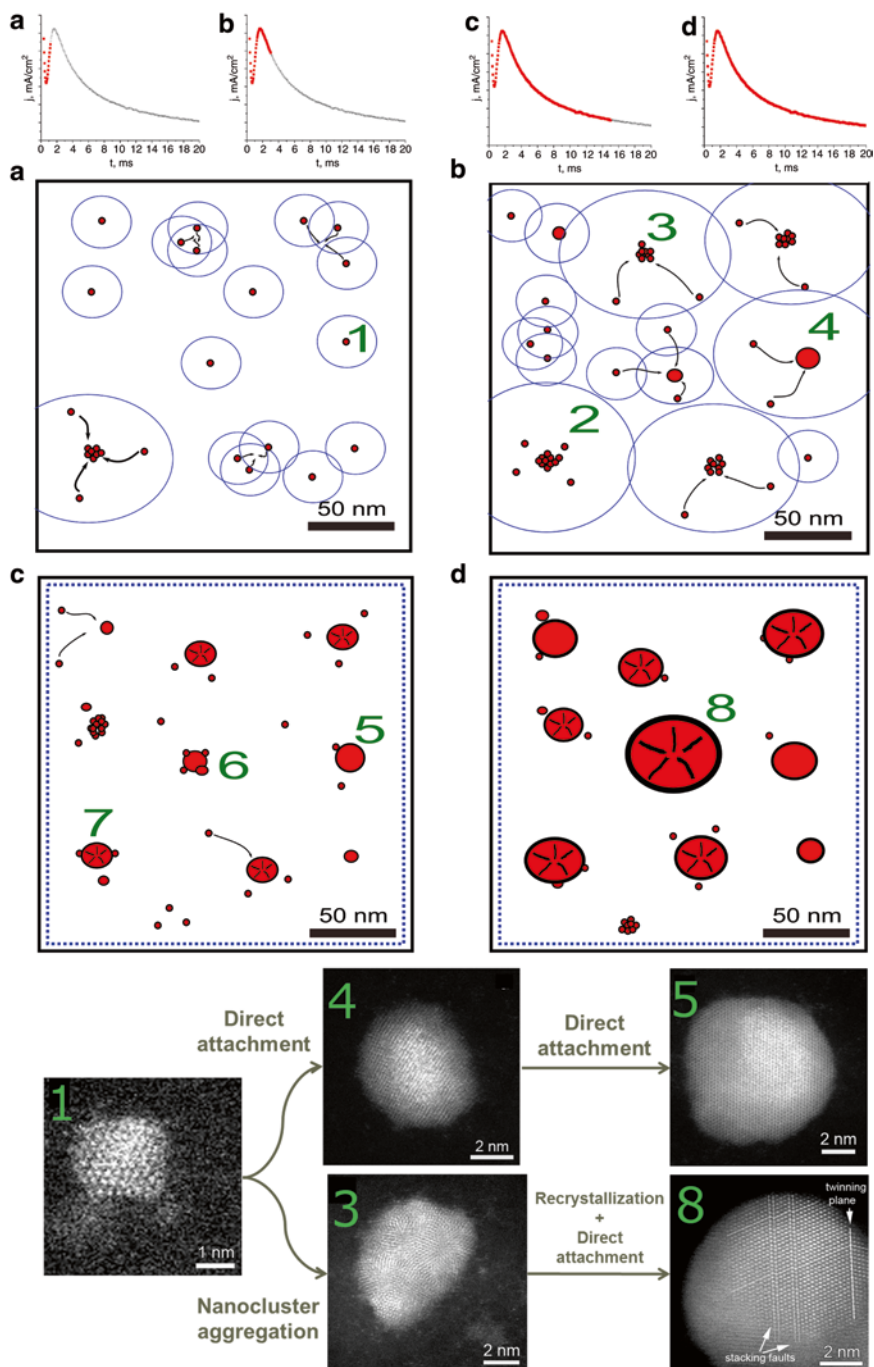 a
b
c
d
j, mA/cm²
0 2 4 6 8 10 12 14 16 18 20
t, ms
j, mA/cm²
0 2 4 6 8 10 12 14 16 18 20
t, ms
j, mA/cm²
0 2 4 6 8 10 12 14 16 18 20
t, ms
j, mA/cm²
0 2 4 6 8 10 12 14 16 18 20
t, ms
a
1
50 nm
b
3
4
2
50 nm
c
5
6
7
50 nm
d
8
50 nm
1
1 nm
Direct
attachment
4
2 nm
Direct
attachment
5
2 nm
Nanocluster
aggregation
3
2 nm
Recrystallization
+
Direct
attachment
8
twinning
plane
stacking faults
2 nm